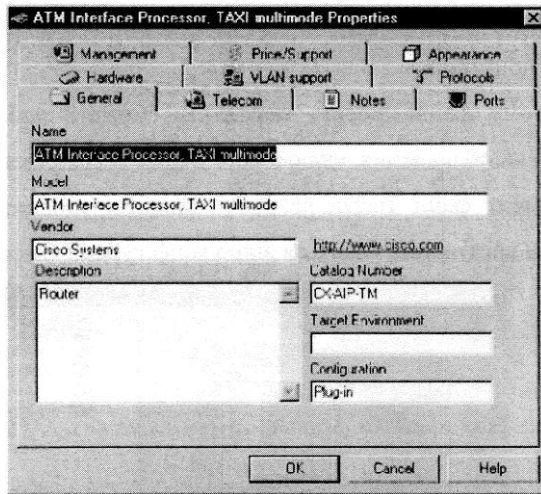 ATM Interface Processor, TAXI multimode Properties
Management Price/Support Appearance
Hardware VLAN support Protocols
General Telecom Notes Ports
Name
ATM Interface Processor, TAXI multimode
Model
ATM Interface Processor, TAXI multimode
Vendor
Cisco Systems http://www.cisco.com
Description Catalog Number
Router CX-AIP-TM
Target Environment
Configuration
Plug-in
OK Cancel Help